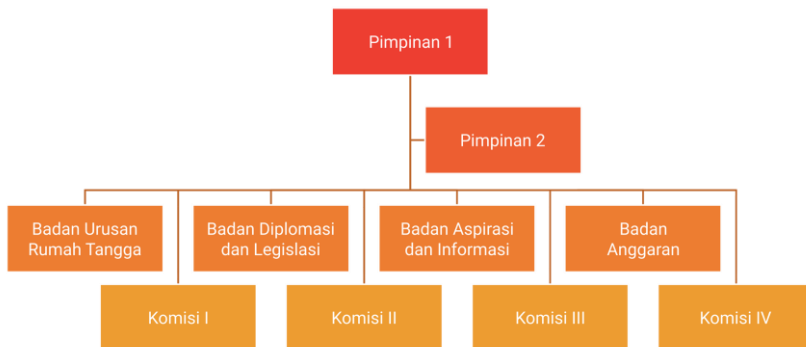 Pimpinan 1
Pimpinan 2
Badan Urusan
Rumah Tangga
Badan Diplomasi
dan Legislasi
Badan Aspirasi
dan Informasi
Badan
Anggaran
Komisi I
Komisi II
Komisi III
Komisi IV